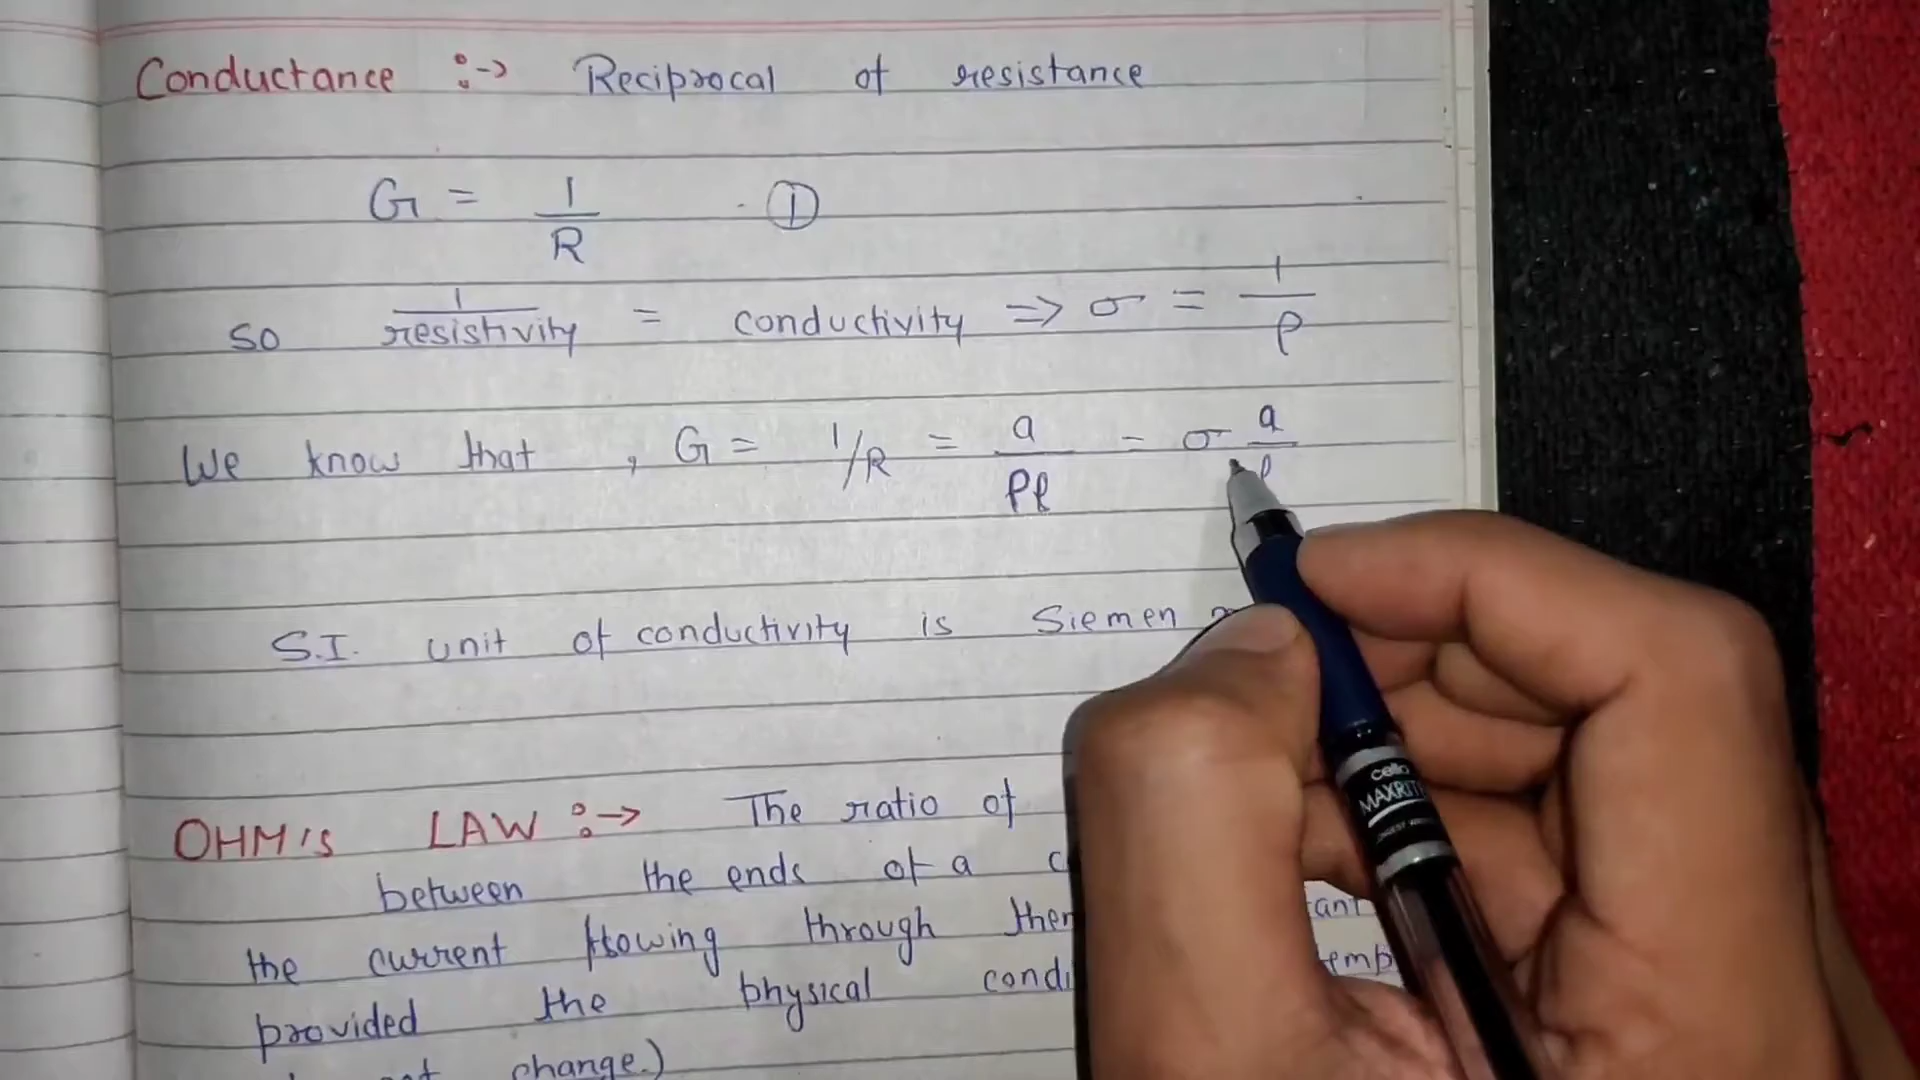 Conductance :-> Reciprocal of resistance
G = 1/R ①
so 1/resistivity = conductivity => σ = 1/ρ
We know that , G = 1/R = a/ρl = σ a/l
S.I. unit of conductivity is Siemen
OHM's LAW :-> The ratio of
between the ends of a
the current flowing through
provided the physical
change.)
cello
MAXRITE